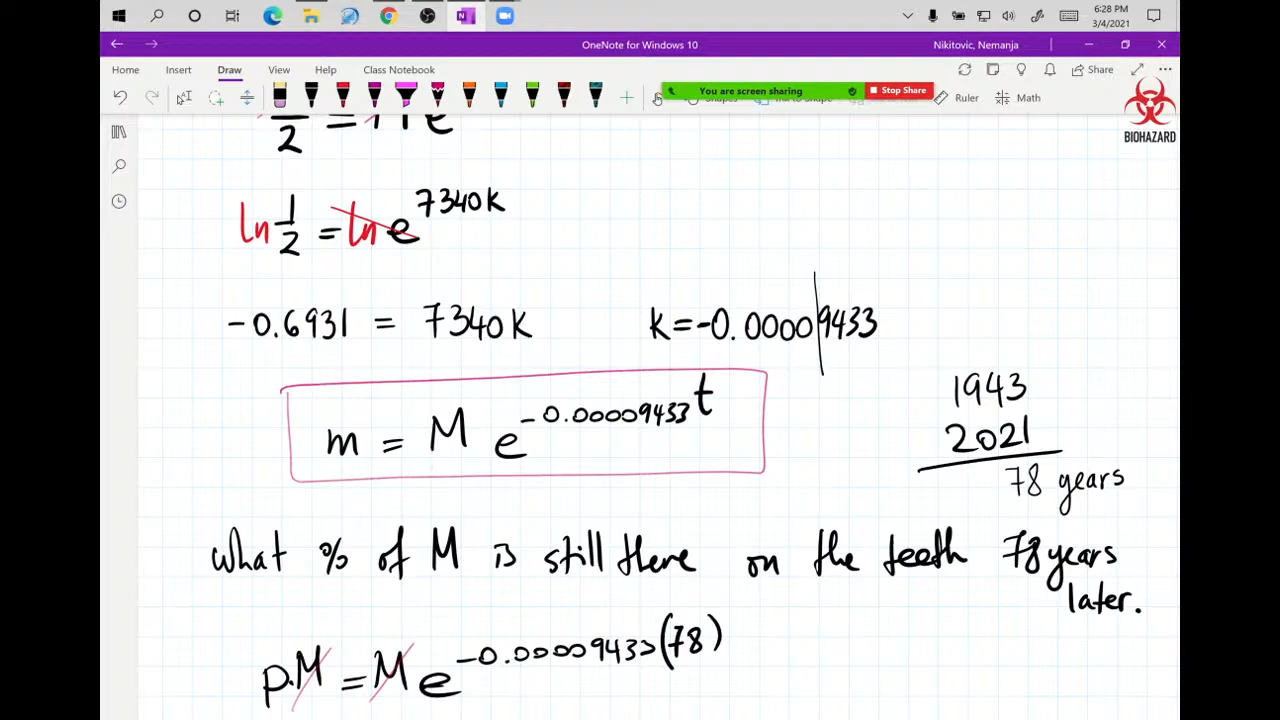 6:28 PM
3/4/2021
OneNote for Windows 10
Nikitovic, Nemanja
Home Insert Draw View Help Class Notebook Share
You are screen sharing Stop Share
Ruler Math
BIOHAZARD
2 = e
ln 1/2 = ln e^7340k
-0.6931 = 7340k k = -0.00009433
m = M e^-0.00009433 t
1943
2021
78 years
What % of M is still there on the teeth 78 years
later.
p.M = M e^-0.00009433(78)